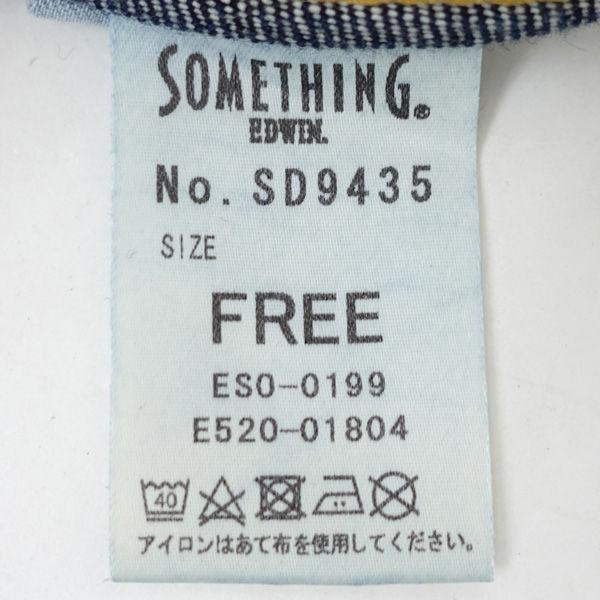 SOMETHING®
EDWIN.
No. SD9435
SIZE
FREE
ES0-0199
E520-01804
40
アイロンはあて布を使用してください。